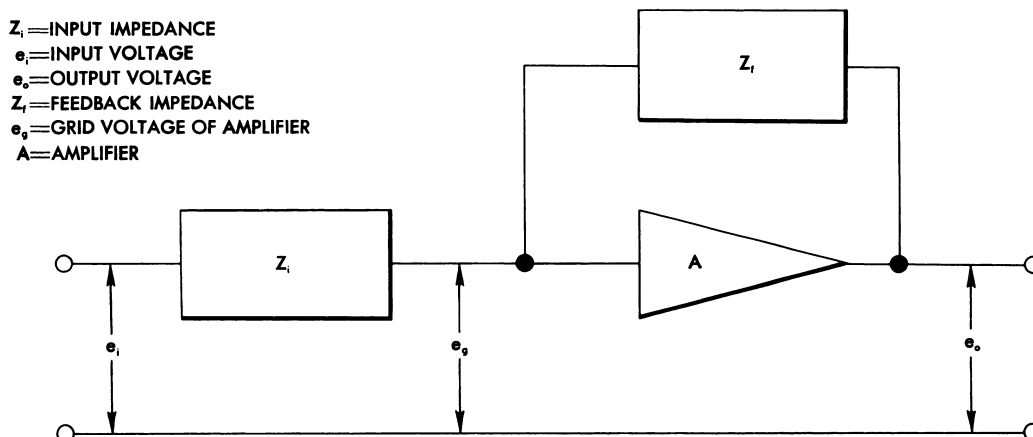 Zi=INPUT IMPEDANCE
ei=INPUT VOLTAGE
eo=OUTPUT VOLTAGE
Zf=FEEDBACK IMPEDANCE
eg=GRID VOLTAGE OF AMPLIFIER
A=AMPLIFIER
Zf
Zi
A
ei
eg
eo